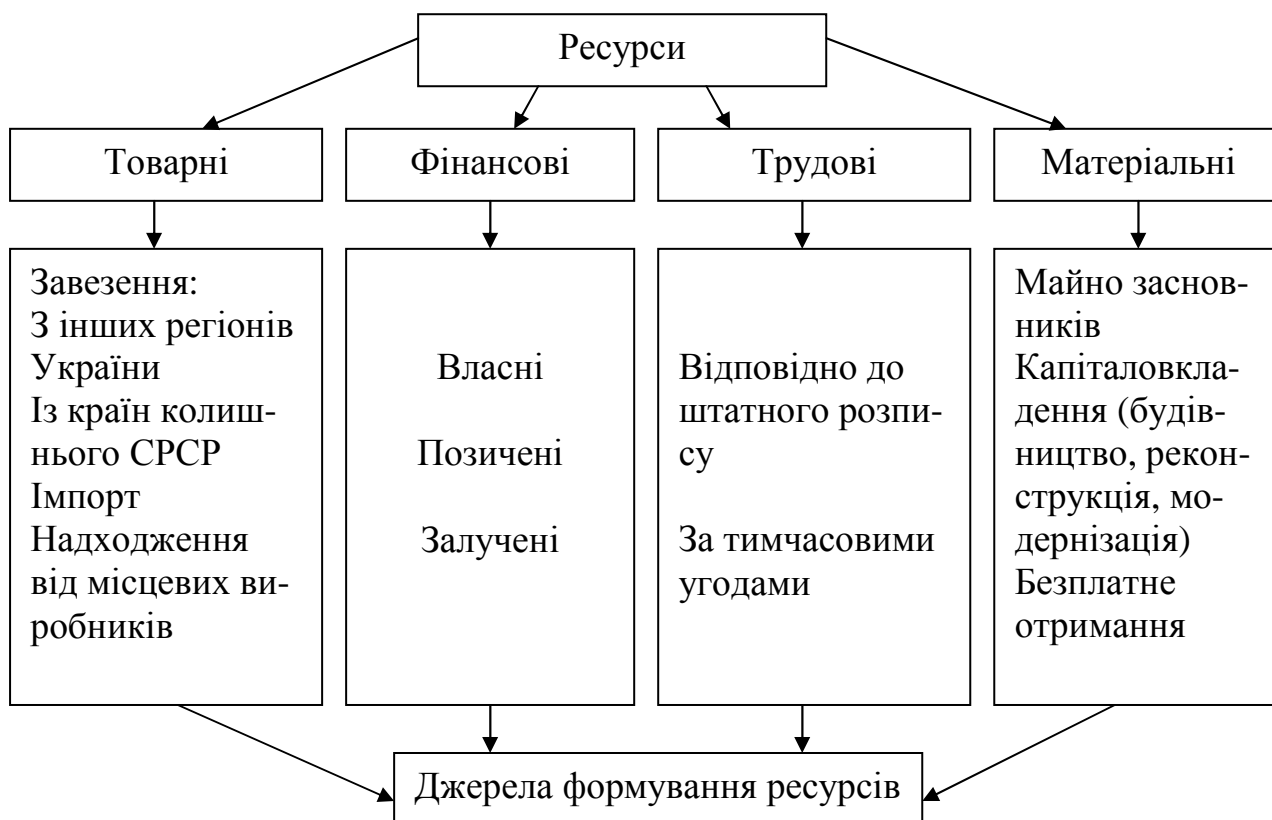 Ресурси
Товарні
Фінансові
Трудові
Матеріальні
Завезення:
З інших регіонів
України
Із країн колиш-
нього СРСР
Імпорт
Надходження
від місцевих ви-
робників
Власні
Позичені
Залучені
Відповідно до
штатного розпи-
су
За тимчасовими
угодами
Майно заснов-
ників
Капіталовкла-
дення (будів-
ництво, рекон-
струкція, мо-
дернізація)
Безплатне
отримання
Джерела формування ресурсів